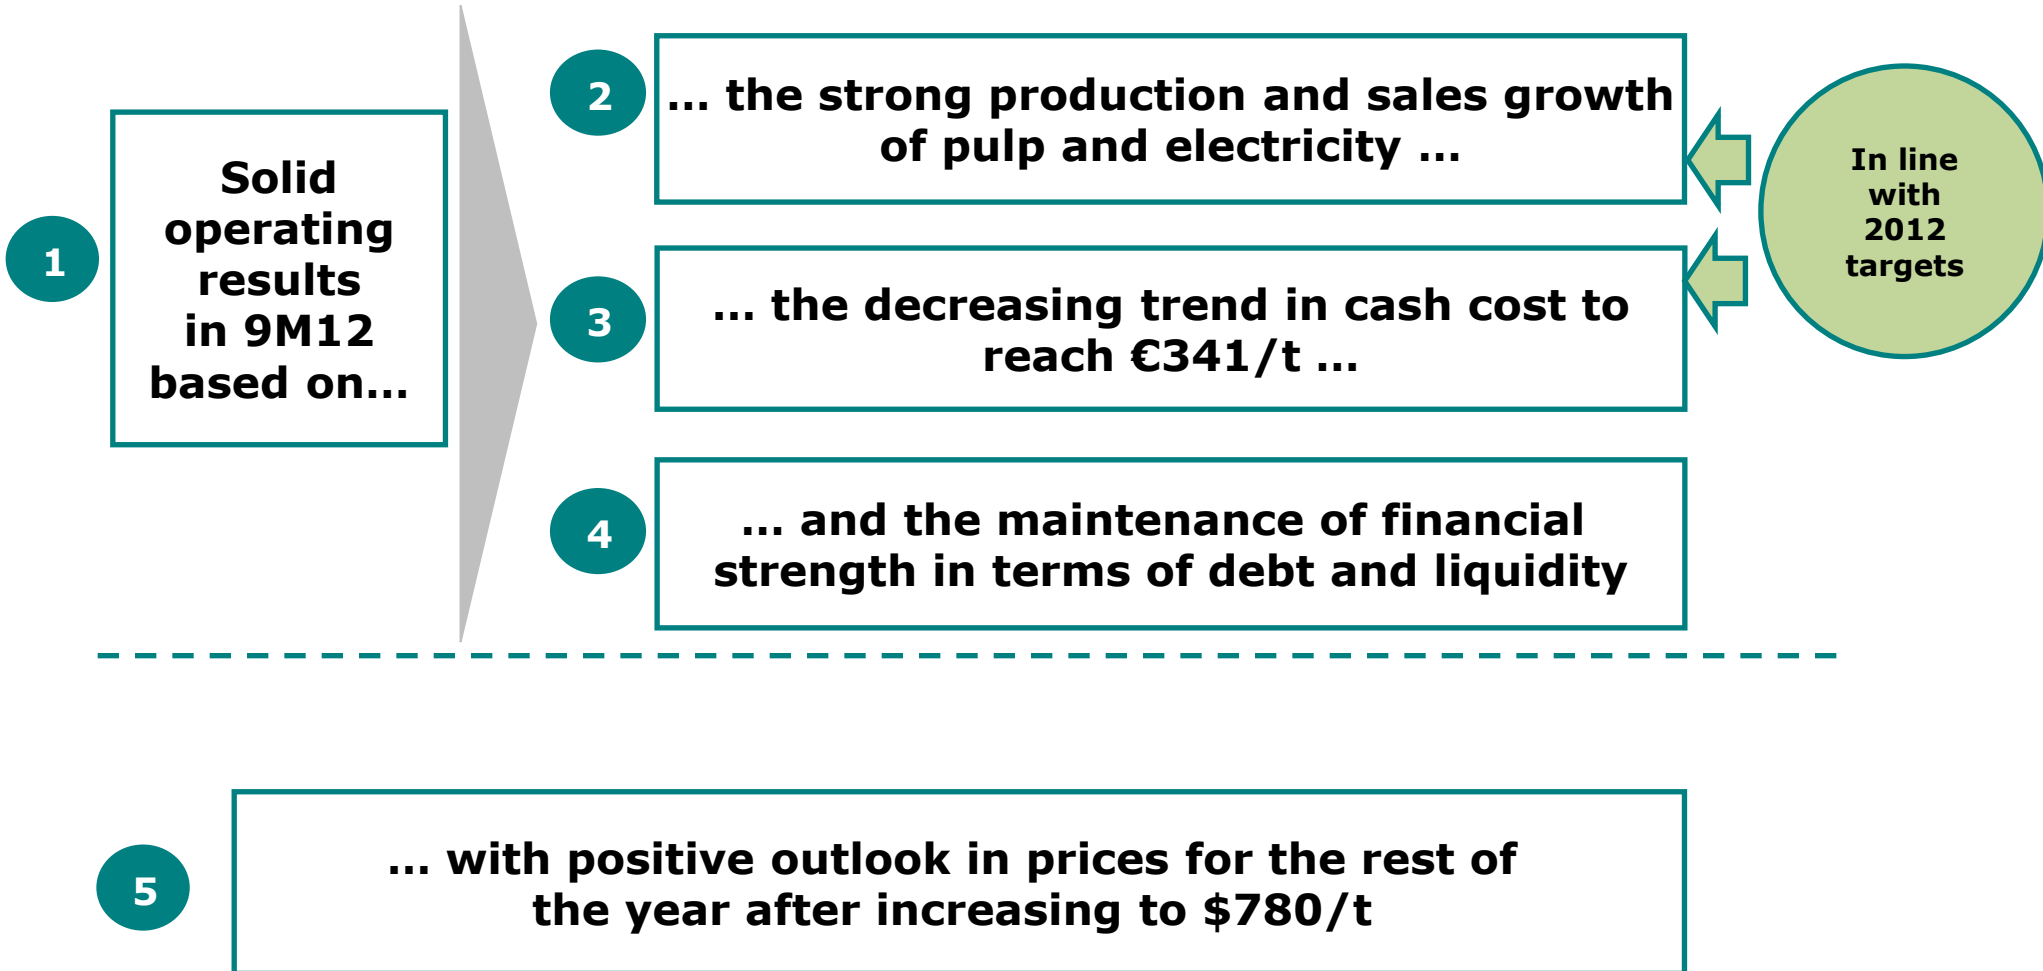 1
Solid
operating
results
in 9M12
based on...
2
... the strong production and sales growth
of pulp and electricity ...
3
... the decreasing trend in cash cost to
reach €341/t ...
4
... and the maintenance of financial
strength in terms of debt and liquidity
In line
with
2012
targets
5
... with positive outlook in prices for the rest of
the year after increasing to $780/t